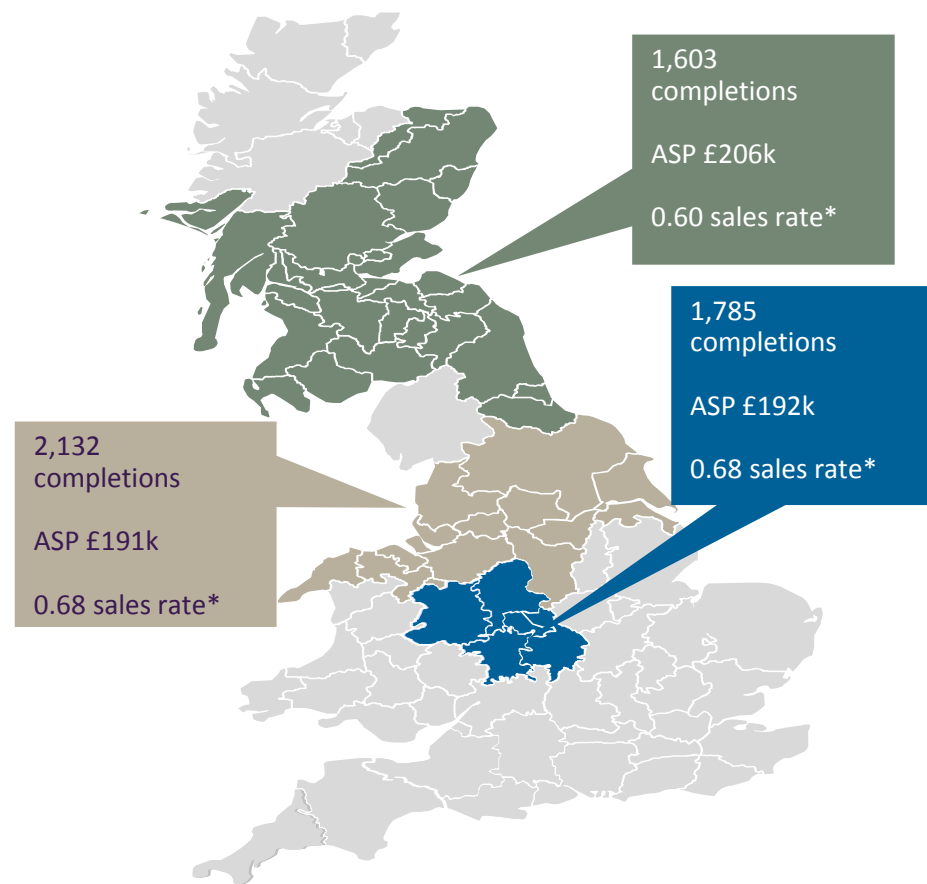 1,603
completions
ASP £206k
0.60 sales rate*
1,785
completions
ASP £192k
0.68 sales rate*
2,132
completions
ASP £191k
0.68 sales rate*